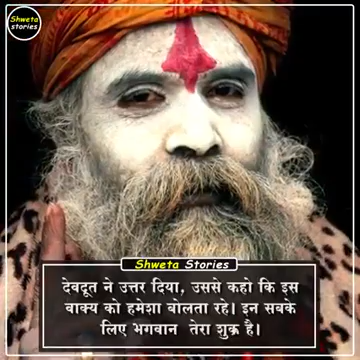 Shweta
stories
Shweta Stories
देवदूत ने उत्तर दिया, उससे कहो कि इस
वाक्य को हमेशा बोलता रहे। इन सबके
लिए भगवान तेरा शुक्र है।